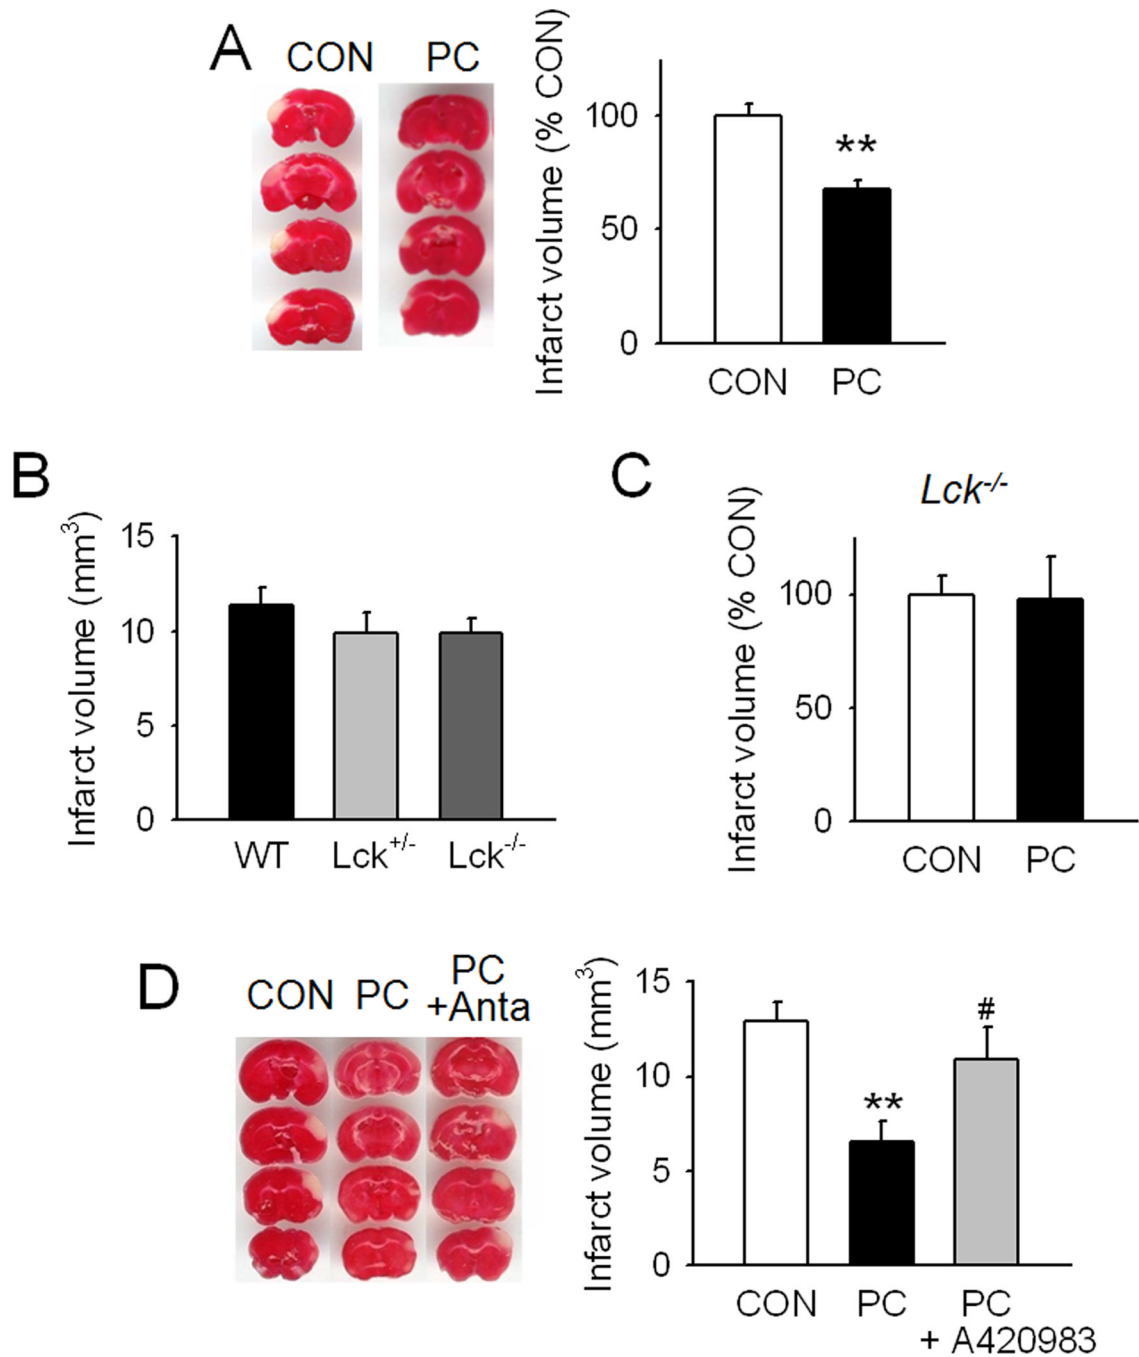 A
CON PC
Infarct volume (% CON)
100
**
50
0
CON PC
B
Infarct volume (mm³)
15
10
5
0
WT Lck+/- Lck-/-
C
Lck-/-
Infarct volume (% CON)
100
50
0
CON PC
D
CON PC PC
+Anta
Infarct volume (mm³)
15
#
10
**
5
0
CON PC PC
+ A420983